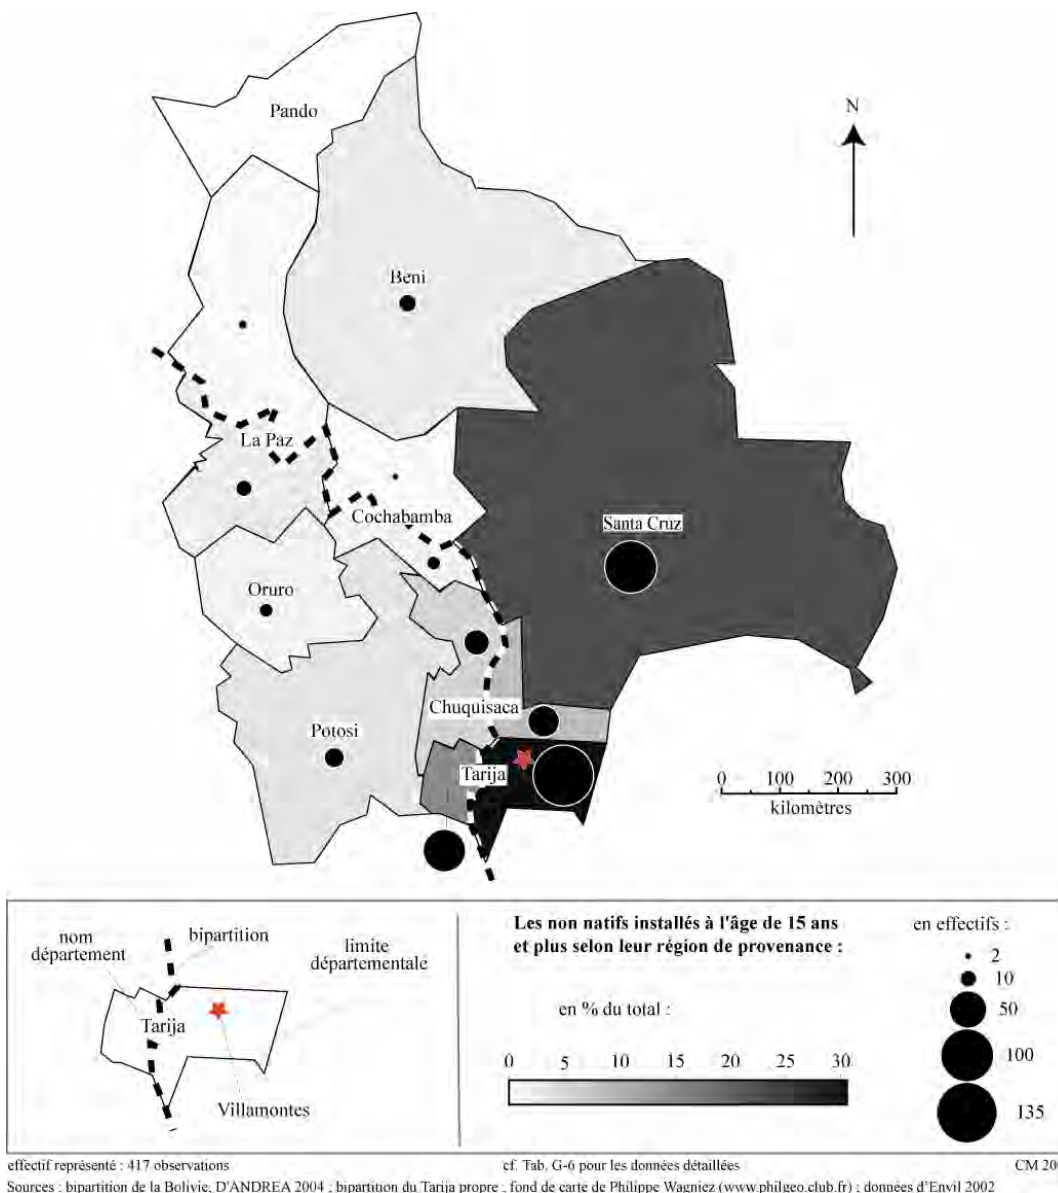 Pando
N
Beni
La Paz
Cochabamba
Santa Cruz
Oruro
Chuquisaca
Potosi
Tarija
0 100 200 300
kilomètres
nom
département
bipartition
limite
départementale
Tarija
Villamontes
Les non natifs installés à l'âge de 15 ans
et plus selon leur région de provenance :
en % du total :
0 5 10 15 20 25 30
en effectifs :
2
10
50
100
135
effectif représenté : 417 observations
cf. Tab. G-6 pour les données détaillées
CM 20
Sources : bipartition de la Bolivie, D'ANDREA 2004 ; bipartition du Tarija propre ; fond de carte de Philippe Wagniez (www.philgeo.club.fr) ; données d'Envil 2002